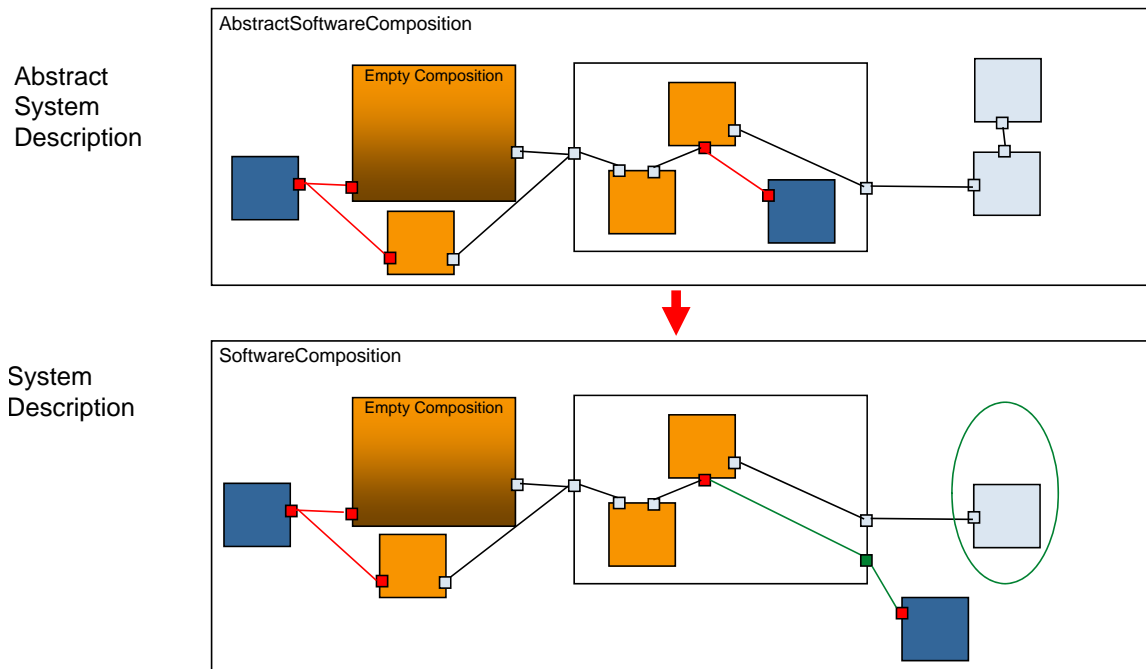 AbstractSoftwareComposition
Abstract
System
Description
Empty Composition
SoftwareComposition
System
Description
Empty Composition